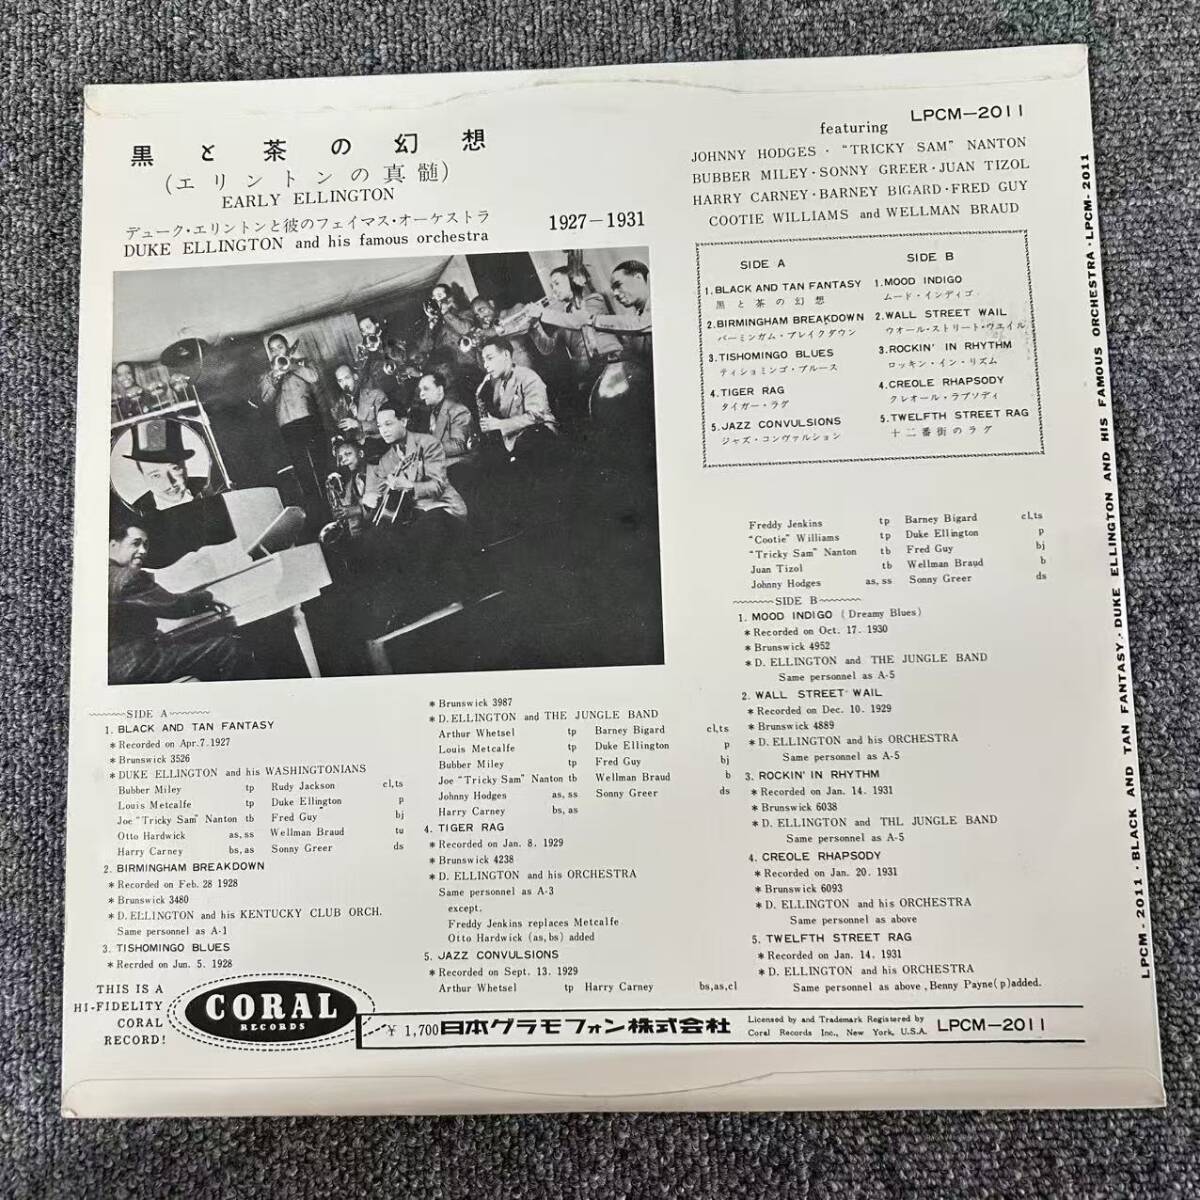 黒と茶の幻想
(エリントンの真髄)
EARLY ELLINGTON
デューク・エリントンと彼のフェイマス・オーケストラ
DUKE ELLINGTON and his famous orchestra
1927－1931
LPCM－2011
featuring
JOHNNY HODGES・“TRICKY SAM” NANTON
BUBBER MILEY・SONNY GREER・JUAN TIZOL
HARRY CARNEY・BARNEY BIGARD・FRED GUY
COOTIE WILLIAMS and WELLMAN BRAUD
SIDE A
1. BLACK AND TAN FANTASY
黒と茶の幻想
2. BIRMINGHAM BREAKDOWN
バーミンガム・ブレイクダウン
3. TISHOMINGO BLUES
ティショミンゴ・ブルース
4. TIGER RAG
タイガー・ラグ
5. JAZZ CONVULSIONS
ジャズ・コンヴァルション
SIDE B
1. MOOD INDIGO
ムード・インディゴ
2. WALL STREET WAIL
ウオール・ストリート・ウエイル
3. ROCKIN' IN RHYTHM
ロッキン・イン・リズム
4. CREOLE RHAPSODY
クレオール・ラプソディ
5. TWELFTH STREET RAG
十二番街のラグ
SIDE A
1. BLACK AND TAN FANTASY
＊Recorded on Apr.7.1927
＊Brunswick 3526
＊DUKE ELLINGTON and his WASHINGTONIANS
Bubber Miley tp Rudy Jackson cl,ts
Louis Metcalfe tp Duke Ellington p
Joe “Tricky Sam” Nanton tb Fred Guy bj
Otto Hardwick as,ss Wellman Braud tu
Harry Carney bs,as Sonny Greer ds
2. BIRMINGHAM BREAKDOWN
＊Recorded on Feb. 28 1928
＊Brunswick 3480
＊D.ELLINGTON and his KENTUCKY CLUB ORCH.
Same personnel as A-1
3. TISHOMINGO BLUES
＊Recrded on Jun. 5. 1928
＊Brunswick 3987
＊D.ELLINGTON and THE JUNGLE BAND
Arthur Whetsel tp Barney Bigard cl,ts
Louis Metcalfe tp Duke Ellington p
Bubber Miley tp Fred Guy bj
Joe “Tricky Sam” Nanton tb Wellman Braud b
Johnny Hodges as, ss Sonny Greer ds
Harry Carney bs, as
4. TIGER RAG
＊Recorded on Jan. 8. 1929
＊Brunswick 4238
＊D. ELLINGTON and his ORCHESTRA
Same personnel as A-3
except.
Freddy Jenkins replaces Metcalfe
Otto Hardwick (as,bs) added
5. JAZZ CONVULSIONS
＊Recorded on Sept. 13. 1929
Arthur Whetsel tp Harry Carney bs,as,cl
Freddy Jenkins tp Barney Bigard cl,ts
“Cootie” Williams tp Duke Ellington p
“Tricky Sam” Nanton tb Fred Guy bj
Juan Tizol tb Wellman Braud b
Johnny Hodges as, ss Sonny Greer ds
SIDE B
1. MOOD INDIGO (Dreamy Blues)
＊Recorded on Oct. 17. 1930
＊Brunswick 4952
＊D. ELLINGTON and THE JUNGLE BAND
Same personnel as A-5
2. WALL STREET WAIL
＊Recorded on Dec. 10. 1929
＊Brunswick 4889
＊D. ELLINGTON and his ORCHESTRA
Same personnel as A-5
3. ROCKIN' IN RHYTHM
＊Recorded on Jan. 14. 1931
＊Brunswick 6038
＊D. ELLINGTON and THL JUNGLE BAND
Same personnel as A-5
4. CREOLE RHAPSODY
＊Recorded on Jan. 20. 1931
＊Brunswick 6093
＊D. ELLINGTON and his ORCHESTRA
Same personnel as above
5. TWELFTH STREET RAG
＊Recorded on Jan. 14. 1931
＊D. ELLINGTON and his ORCHESTRA
Same personnel as above, Benny Payne(p)added.
THIS IS A
HI-FIDELITY
CORAL
RECORD!
CORAL
RECORDS
¥ 1,700 日本グラモフォン株式会社
Licensed by and Trademark Registered by
Coral Records Inc., New York, U.S.A.
LPCM－2011
LPCM-2011・BLACK AND TAN FANTASY・DUKE ELLINGTON AND HIS FAMOUS ORCHESTRA・LPCM-2011